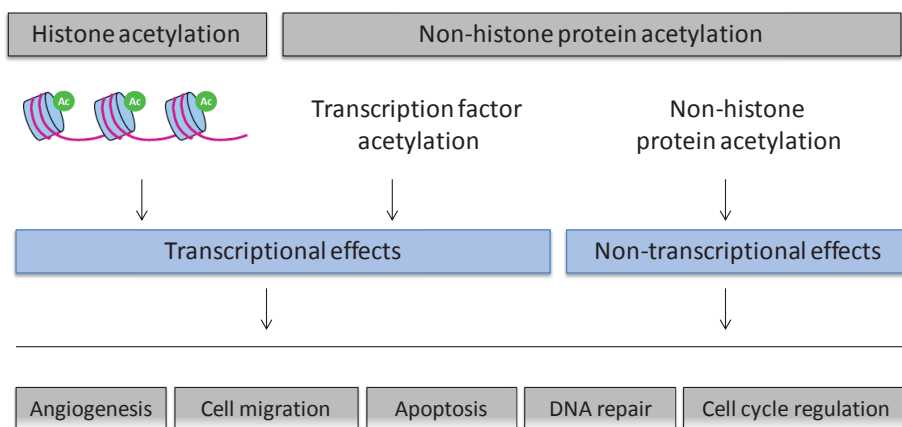 Histone acetylation
Non-histone protein acetylation
Ac
Ac
Ac
Transcription factor
acetylation
Non-histone
protein acetylation
Transcriptional effects
Non-transcriptional effects
Angiogenesis
Cell migration
Apoptosis
DNA repair
Cell cycle regulation